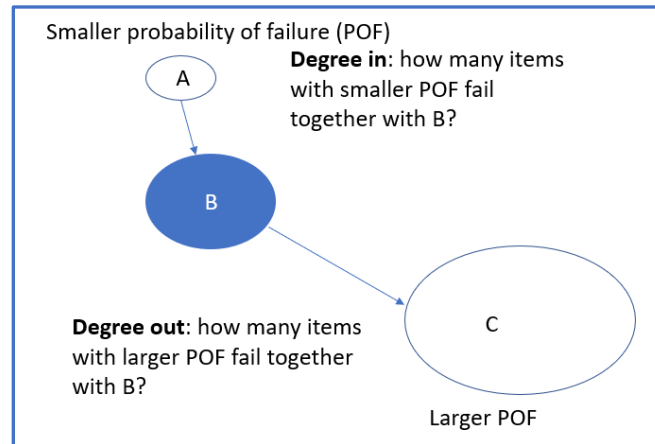 Smaller probability of failure (POF)
A
Degree in: how many items
with smaller POF fail
together with B?
B
C
Degree out: how many items
with larger POF fail together
with B?
Larger POF